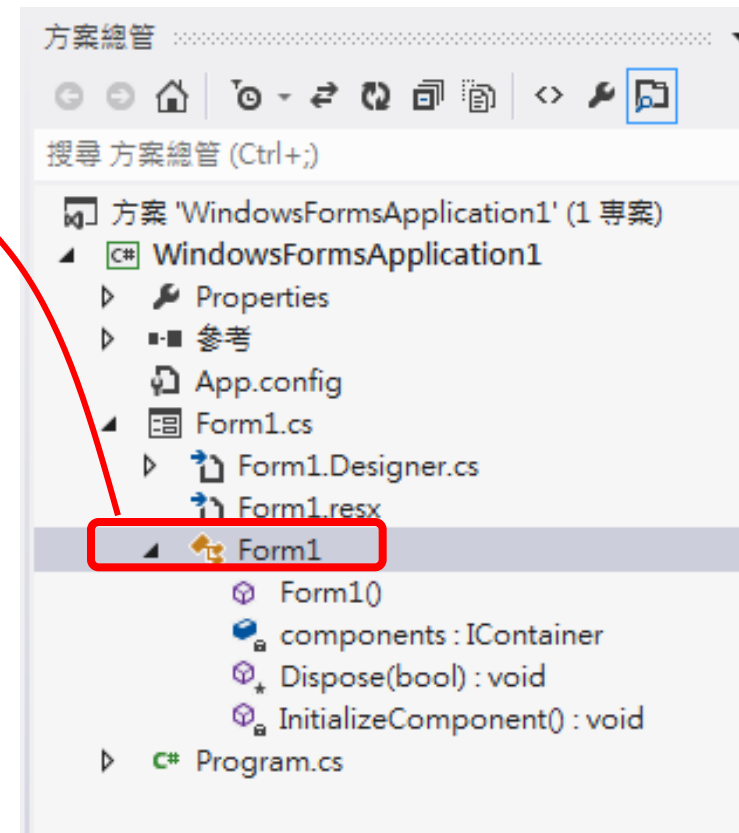 方案總管
搜尋 方案總管 (Ctrl+;)
方案 'WindowsFormsApplication1' (1 專案)
C# WindowsFormsApplication1
Properties
參考
App.config
Form1.cs
Form1.Designer.cs
Form1.resx
Form1
Form1()
components : IContainer
Dispose(bool) : void
InitializeComponent() : void
C# Program.cs